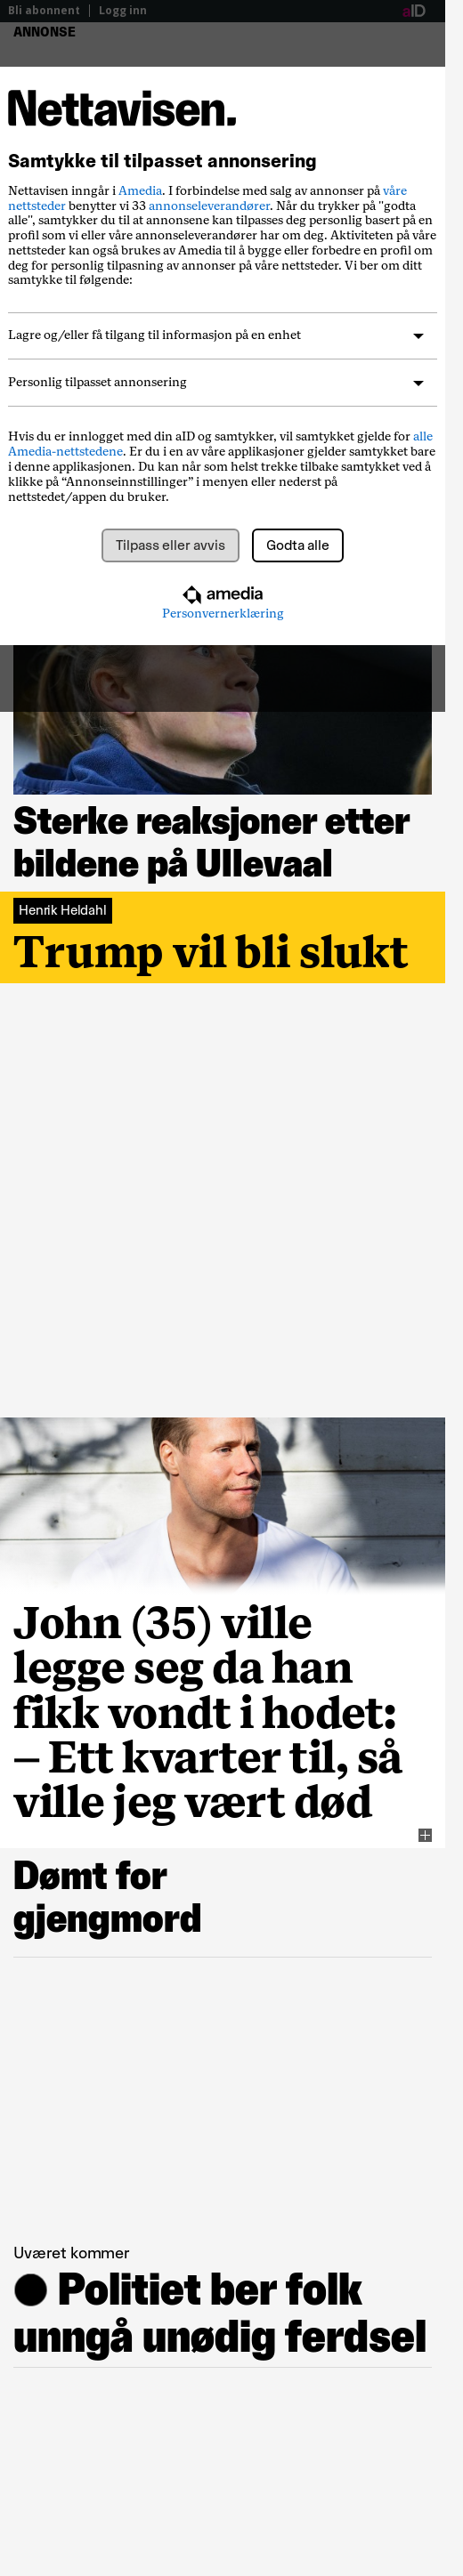 Bli abonnent | Logg inn
aID
ANNONSE
Nettavisen.
Samtykke til tilpasset annonsering
Nettavisen inngår i Amedia. I forbindelse med salg av annonser på våre
nettsteder benytter vi 33 annonseleverandører. Når du trykker på "godta
alle", samtykker du til at annonsene kan tilpasses deg personlig basert på en
profil som vi eller våre annonseleverandører har om deg. Aktiviteten på våre
nettsteder kan også brukes av Amedia til å bygge eller forbedre en profil om
deg for personlig tilpasning av annonser på våre nettsteder. Vi ber om ditt
samtykke til følgende:
Lagre og/eller få tilgang til informasjon på en enhet
Personlig tilpasset annonsering
Hvis du er innlogget med din aID og samtykker, vil samtykket gjelde for alle
Amedia-nettstedene. Er du i en av våre applikasjoner gjelder samtykket bare
i denne applikasjonen. Du kan når som helst trekke tilbake samtykket ved å
klikke på “Annonseinnstillinger” i menyen eller nederst på
nettstedet/appen du bruker.
Tilpass eller avvis
Godta alle
amedia
Personvernerklæring
Sterke reaksjoner etter
bildene på Ullevaal
Henrik Heldahl
Trump vil bli slukt
John (35) ville
legge seg da han
fikk vondt i hodet:
– Ett kvarter til, så
ville jeg vært død
Dømt for
gjengmord
Uværet kommer
Politiet ber folk
unngå unødig ferdsel